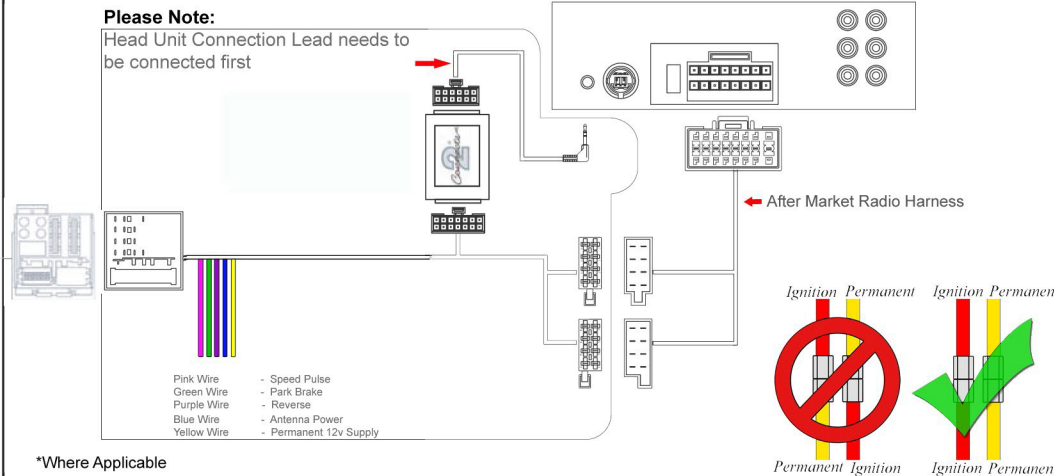 Please Note:
Head Unit Connection Lead needs to
be connected first
Connects
2
After Market Radio Harness
Ignition Permanent
Ignition Permanen
Pink Wire - Speed Pulse
Green Wire - Park Brake
Purple Wire - Reverse
Blue Wire - Antenna Power
Yellow Wire - Permanent 12v Supply
Permanent Ignition
Ignition Permanen
*Where Applicable